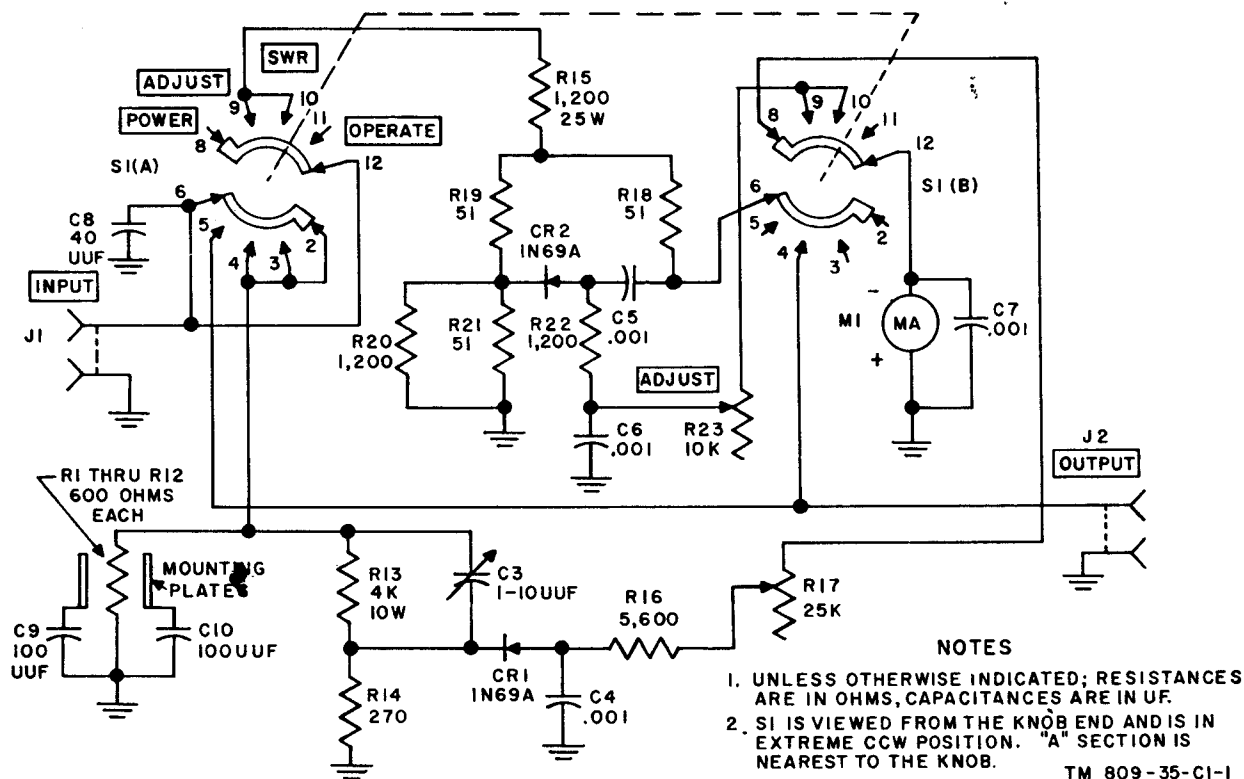 SWR
ADJUST
9
10
11
POWER
8
OPERATE
12
S1(A)
6
5
4
3
2
C8
40
UUF
INPUT
J1
R15
1,200
25W
R19
51
R18
51
CR2
1N69A
R20
1,200
R21
51
R22
1,200
C5
.001
C6
.001
ADJUST
R23
10K
9
10
11
8
12
S1(B)
6
5
4
3
2
-
M1
MA
+
C7
.001
J2
OUTPUT
R1 THRU R12
600 OHMS
EACH
MOUNTING
PLATES
C9
100
UUF
C10
100UUF
R13
4K
10W
C3
1-10UUF
R14
270
CR1
1N69A
C4
.001
R16
5,600
R17
25K
NOTES
1. UNLESS OTHERWISE INDICATED; RESISTANCES
ARE IN OHMS, CAPACITANCES ARE IN UF.
2. S1 IS VIEWED FROM THE KNOB END AND IS IN
EXTREME CCW POSITION. "A" SECTION IS
NEAREST TO THE KNOB.
TM 809-35-C1-1